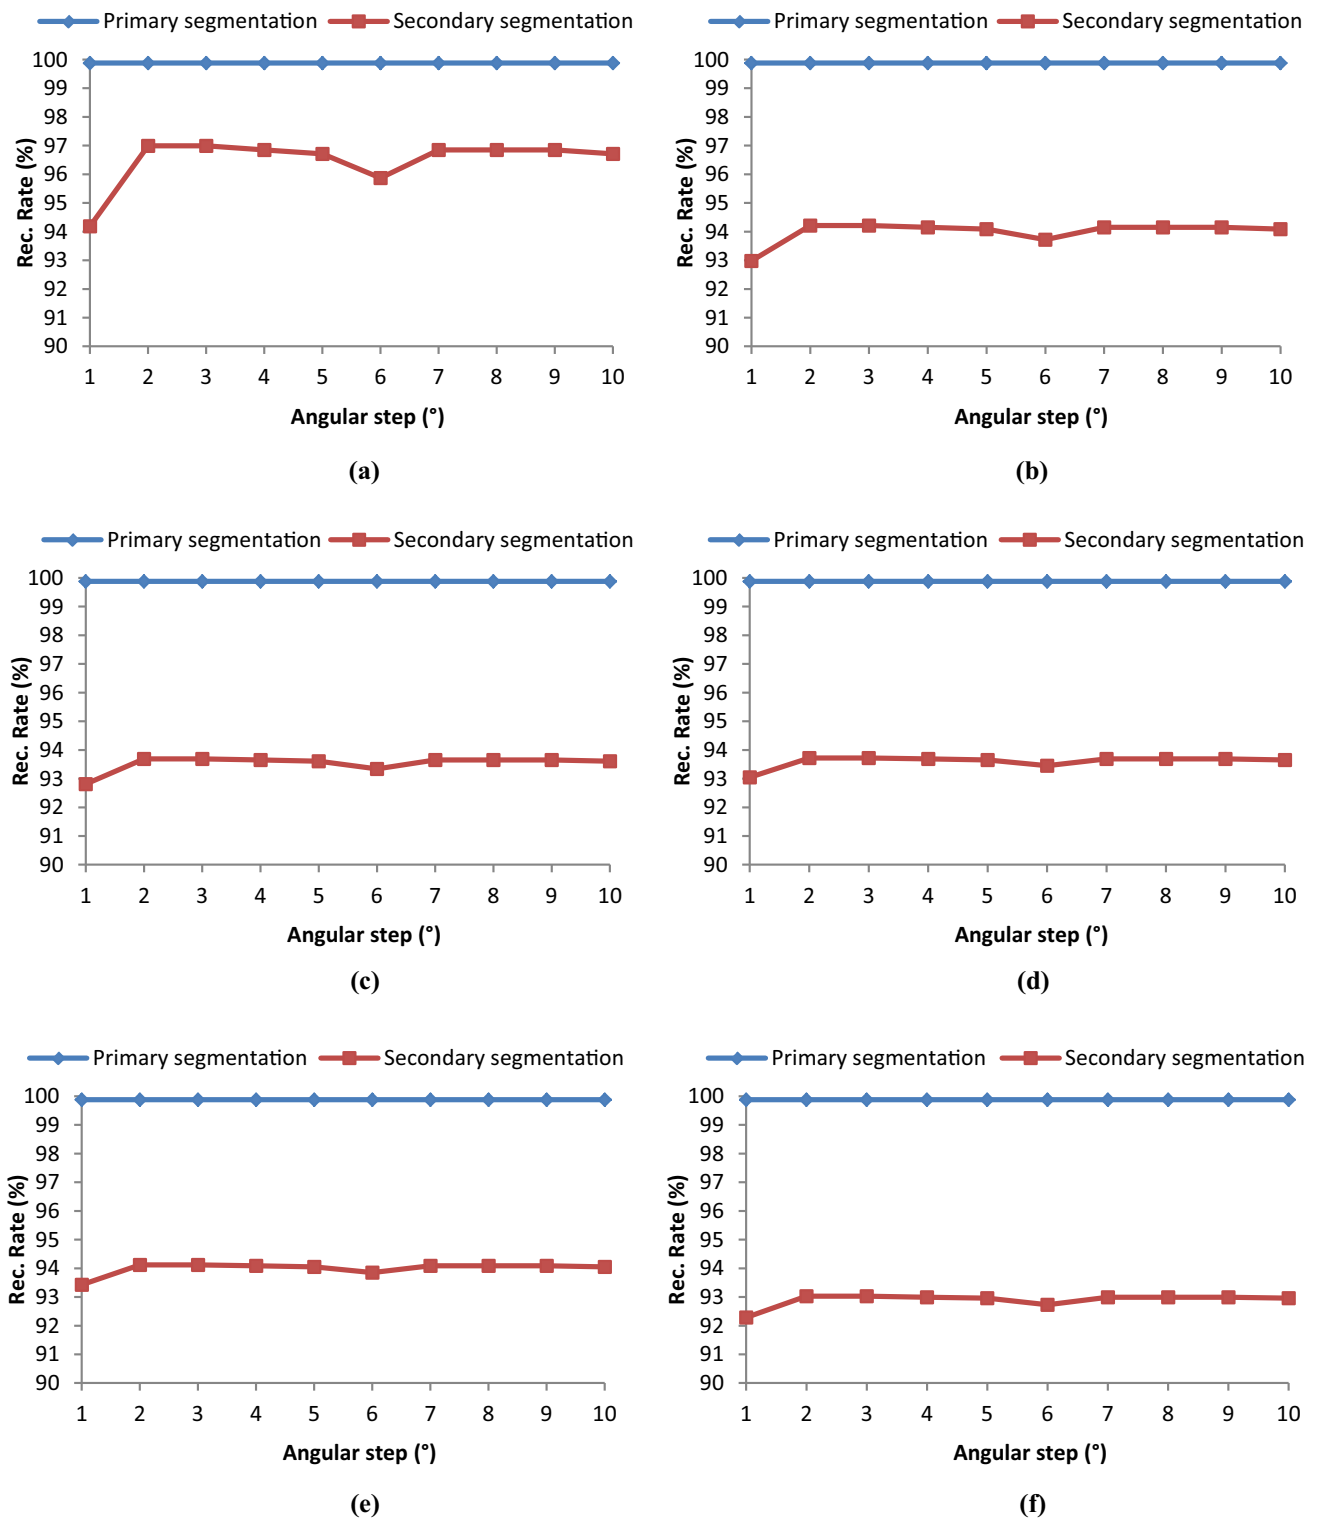 Primary segmentation Secondary segmentation
100
99
98
97
96
95
94
93
92
91
90
Rec. Rate (%)
1 2 3 4 5 6 7 8 9 10
Angular step (°)
(a)
Primary segmentation Secondary segmentation
100
99
98
97
96
95
94
93
92
91
90
Rec. Rate (%)
1 2 3 4 5 6 7 8 9 10
Angular step (°)
(b)
Primary segmentation Secondary segmentation
100
99
98
97
96
95
94
93
92
91
90
Rec. Rate (%)
1 2 3 4 5 6 7 8 9 10
Angular step (°)
(c)
Primary segmentation Secondary segmentation
100
99
98
97
96
95
94
93
92
91
90
Rec. Rate (%)
1 2 3 4 5 6 7 8 9 10
Angular step (°)
(d)
Primary segmentation Secondary segmentation
100
99
98
97
96
95
94
93
92
91
90
Rec. Rate (%)
1 2 3 4 5 6 7 8 9 10
Angular step (°)
(e)
Primary segmentation Secondary segmentation
100
99
98
97
96
95
94
93
92
91
90
Rec. Rate (%)
1 2 3 4 5 6 7 8 9 10
Angular step (°)
(f)